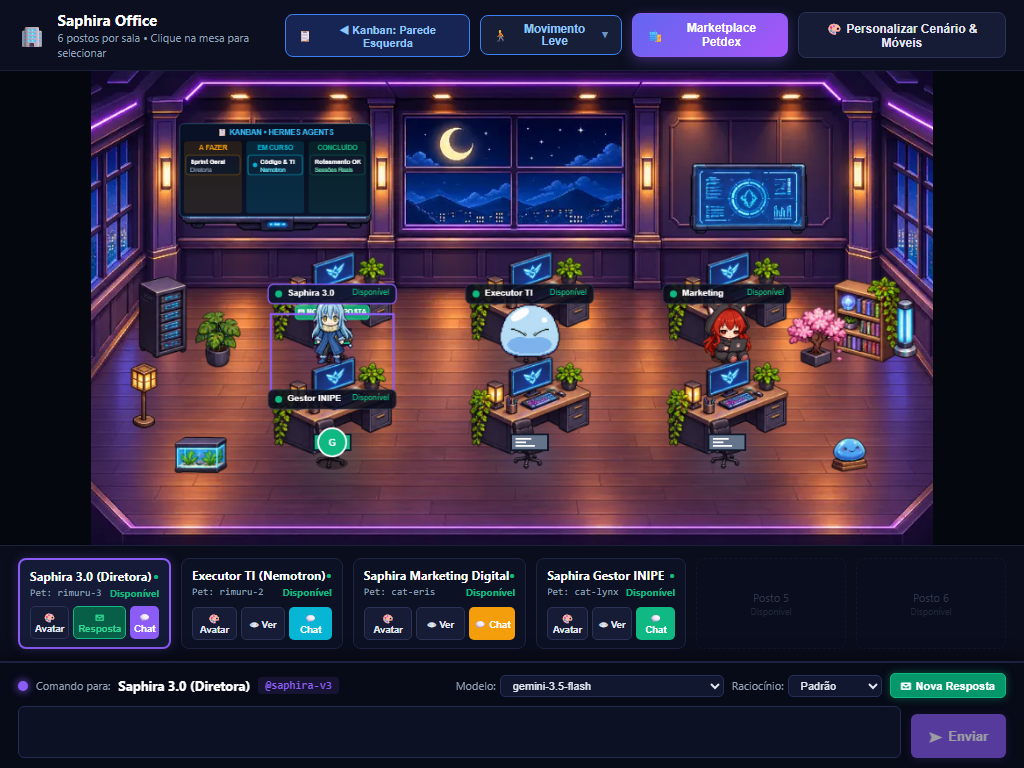 Saphira Office
6 postos por sala • Clique na mesa para
selecionar
◀ Kanban: Parede
Esquerda
Movimento
Leve
▼
Marketplace
Petdex
Personalizar Cenário &
Móveis
KANBAN • HERMES AGENTS
A FAZER
EM CURSO
CONCLUÍDO
Sprint Geral
Diretoria
Código & TI
Nemotron
Roteamento OK
Sessões Reais
Saphira 3.0 Disponível
Executor TI Disponível
Marketing Disponível
Gestor INIPE Disponível
G
Saphira 3.0 (Diretora)
Pet: rimuru-3 Disponível
Avatar
Resposta
Chat
Executor TI (Nemotron)
Pet: rimuru-2 Disponível
Avatar
Ver
Chat
Saphira Marketing Digital
Pet: cat-eris Disponível
Avatar
Ver
Chat
Saphira Gestor INIPE
Pet: cat-lynx Disponível
Avatar
Ver
Chat
Posto 5
Disponível
Posto 6
Disponível
Comando para: Saphira 3.0 (Diretora) @saphira-v3
Modelo: gemini-3.5-flash
Raciocínio: Padrão
Nova Resposta
Enviar